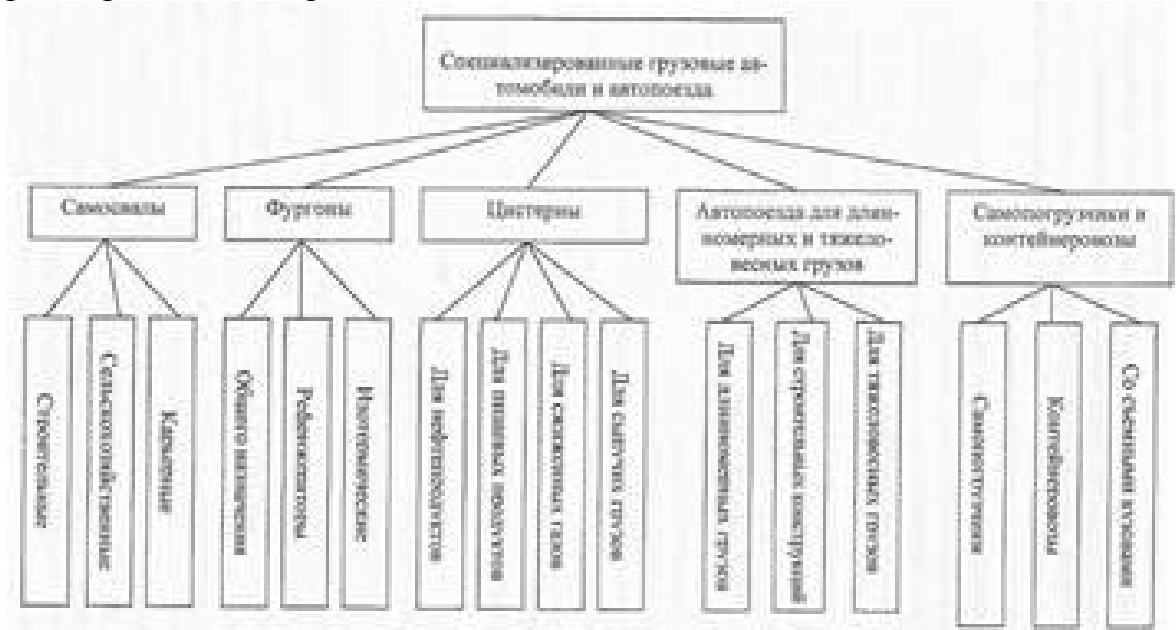 Специализированные грузовые ав-
томобили и автопоезда
Самосвалы
Фургоны
Цистерны
Автопоезда для длин-
номерных и тяжело-
весных грузов
Самопогрузчики и
контейнеровозы
Строительные
Сельскохозяйственные
Карьерные
Общего назначения
Рефрижераторы
Изотермические
Для нефтепродуктов
Для пищевых продуктов
Для сжиженных газов
Для сыпучих грузов
Для длинномерных грузов
Для строительных конструкций
Для тяжеловесных грузов
Самопогрузчики
Контейнеровозы
Со съемными кузовами